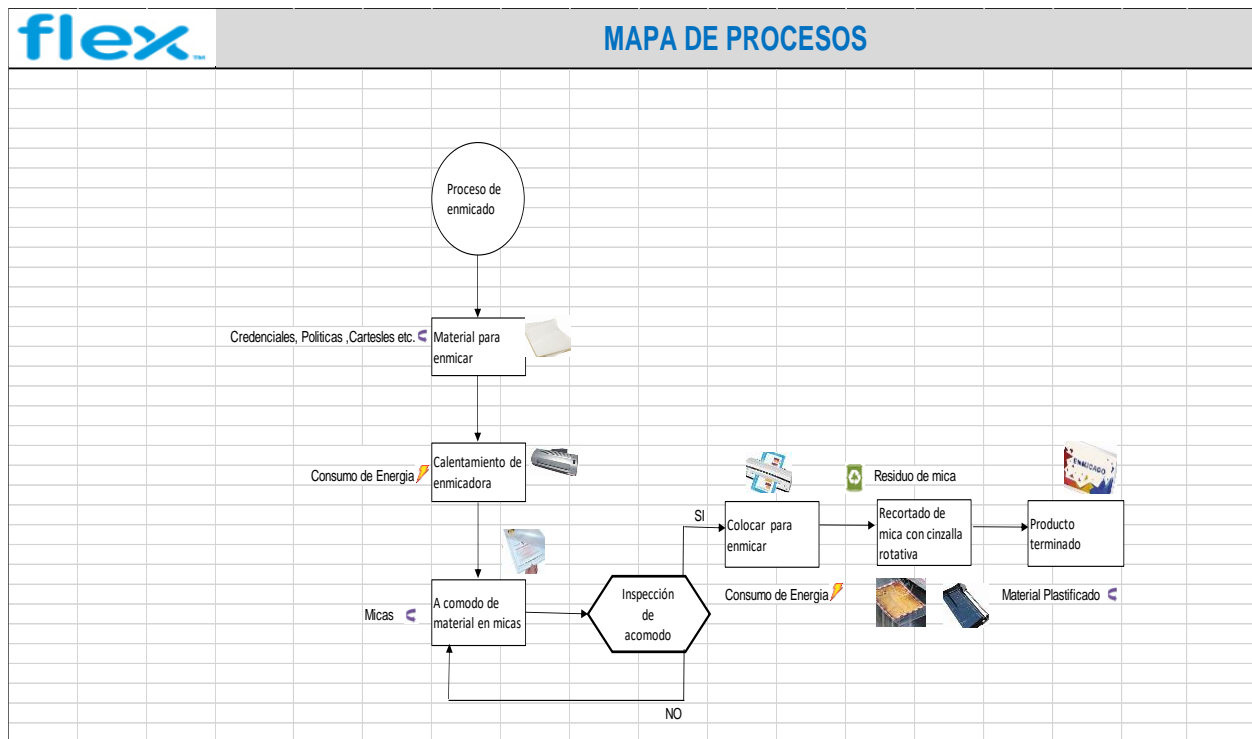 flex™
MAPA DE PROCESOS
Proceso de
enmicado
Credenciales, Politicas ,Cartesles etc.
Material para
enmicar
Consumo de Energia
Calentamiento de
enmicadora
Micas
A comodo de
material en micas
Inspección
de
acomodo
SI
NO
Colocar para
enmicar
Consumo de Energia
Residuo de mica
Recortado de
mica con cinzalla
rotativa
ENMICADO
Producto
terminado
Material Plastificado